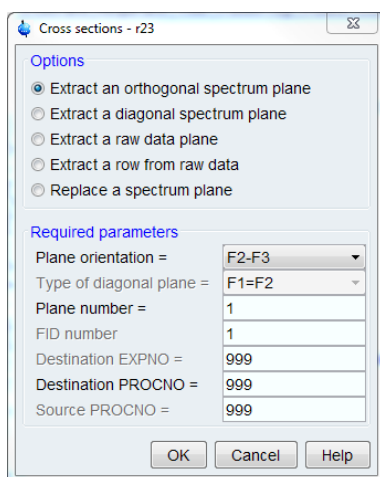 Cross sections - r23
Options
Extract an orthogonal spectrum plane
Extract a diagonal spectrum plane
Extract a raw data plane
Extract a row from raw data
Replace a spectrum plane
Required parameters
Plane orientation = F2-F3
Type of diagonal plane = F1=F2
Plane number = 1
FID number 1
Destination EXPNO = 999
Destination PROCNO = 999
Source PROCNO = 999
OK Cancel Help